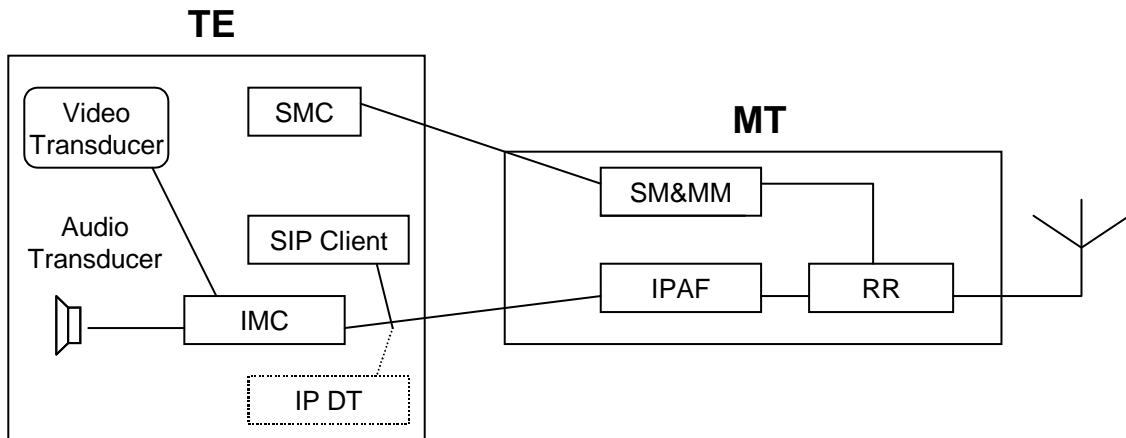 TE
Video
Transducer
SMC
MT
SM&MM
Audio
Transducer
SIP Client
IPAF
RR
IMC
IP DT